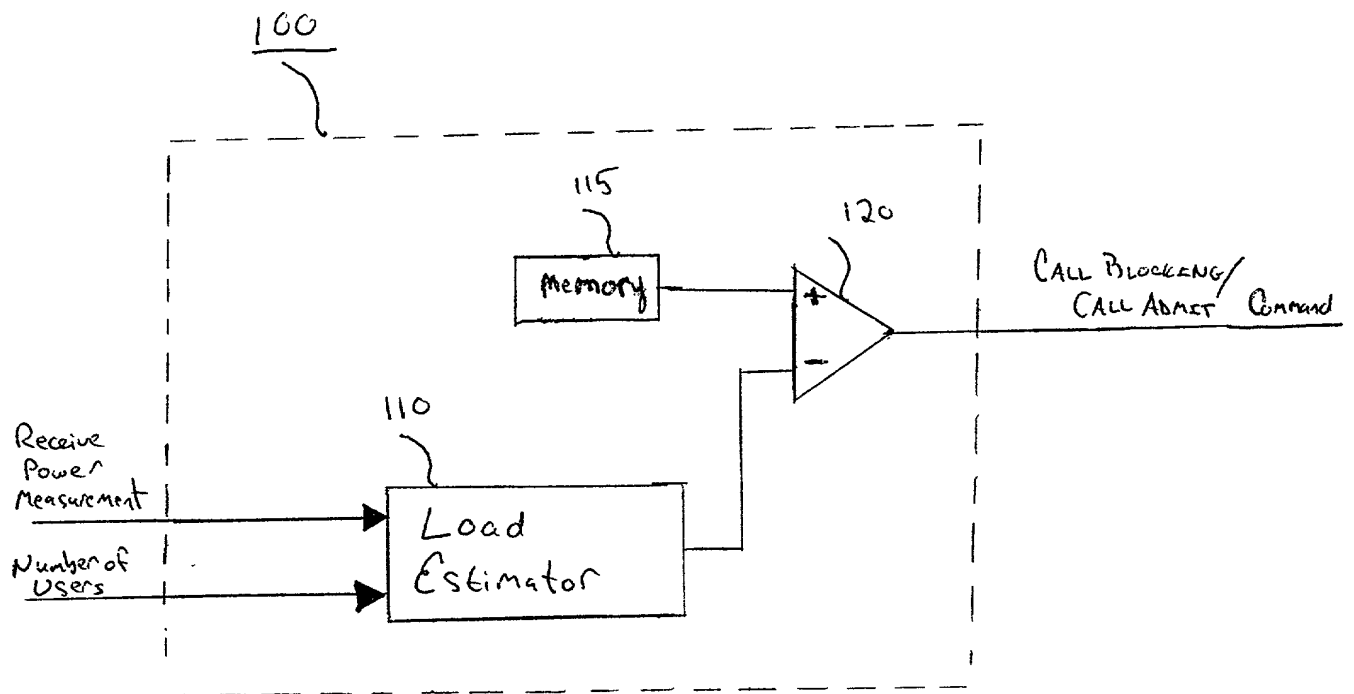 100
115
Memory
120
+
-
CALL BLOCKING/
CALL ADMIT Command
110
Receive
Power
Measurement
Number of
Users
Load
Estimator